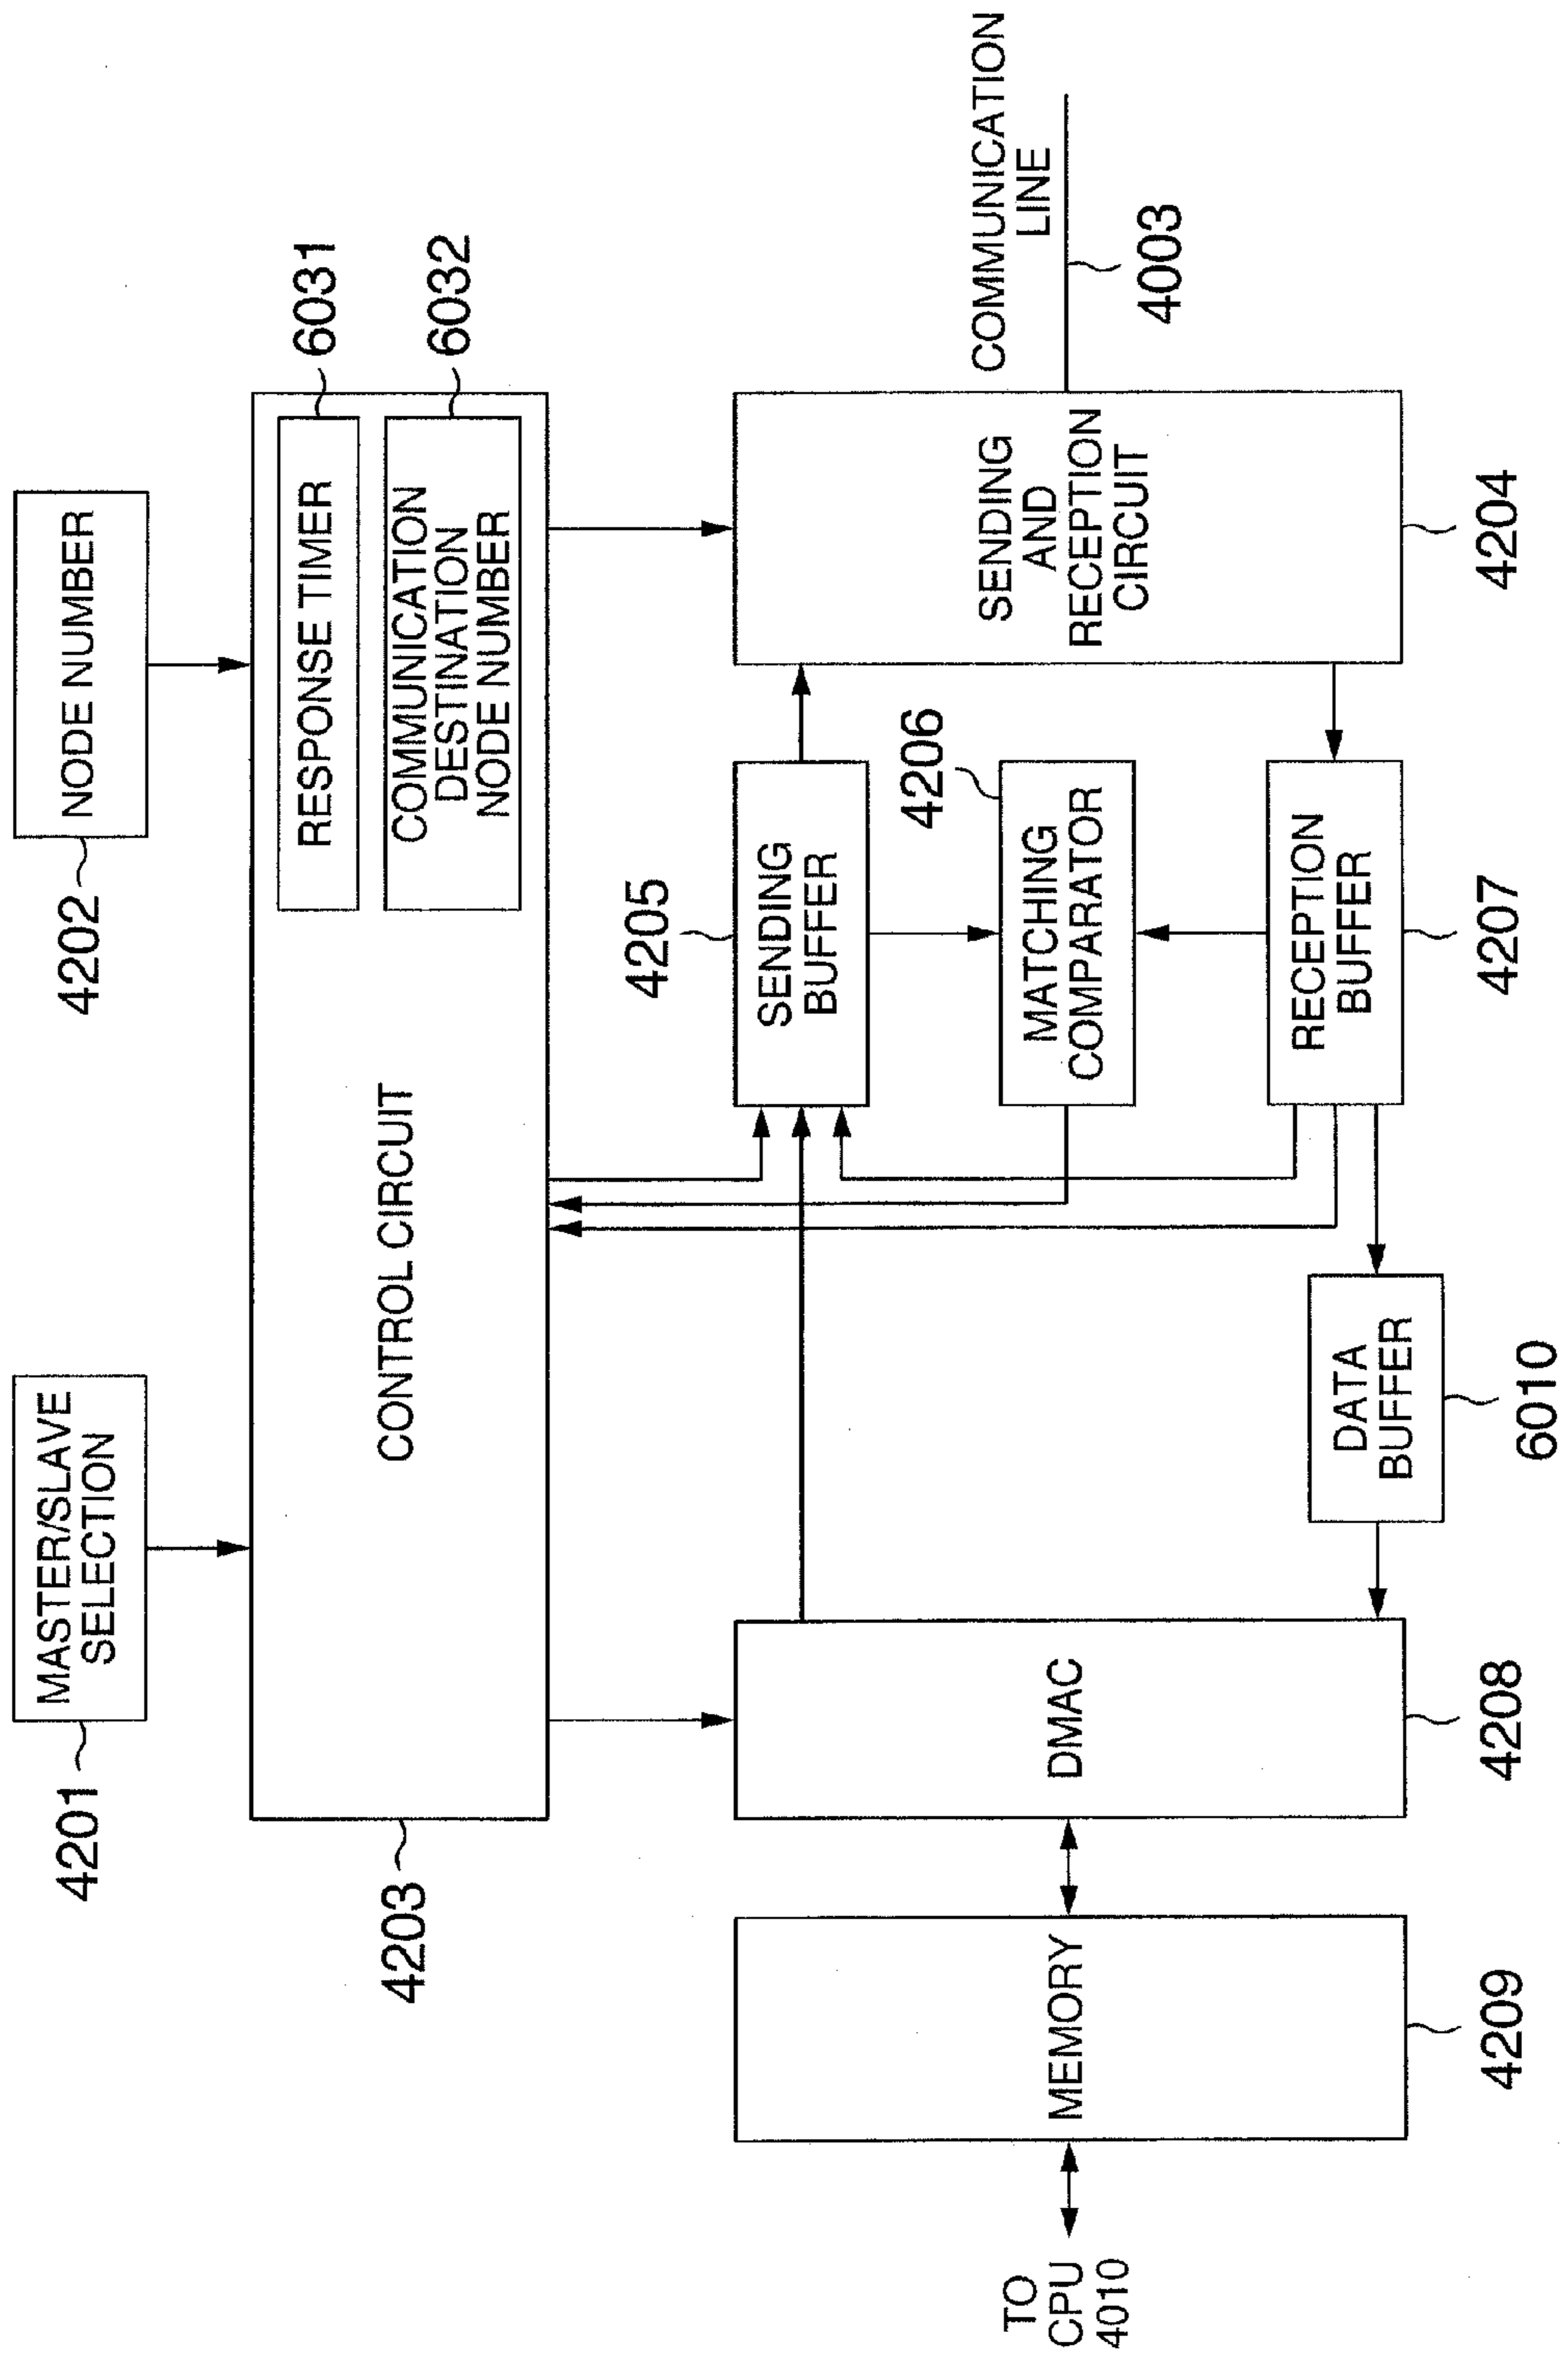 4201
MASTER/SLAVE
SELECTION
4202
NODE NUMBER
4203
CONTROL CIRCUIT
RESPONSE TIMER
6031
COMMUNICATION
DESTINATION
NODE NUMBER
6032
TO
CPU
4010
MEMORY
4209
DMAC
4208
DATA
BUFFER
6010
4205
SENDING
BUFFER
4206
MATCHING
COMPARATOR
RECEPTION
BUFFER
4207
SENDING
AND
RECEPTION
CIRCUIT
4204
COMMUNICATION
LINE
4003